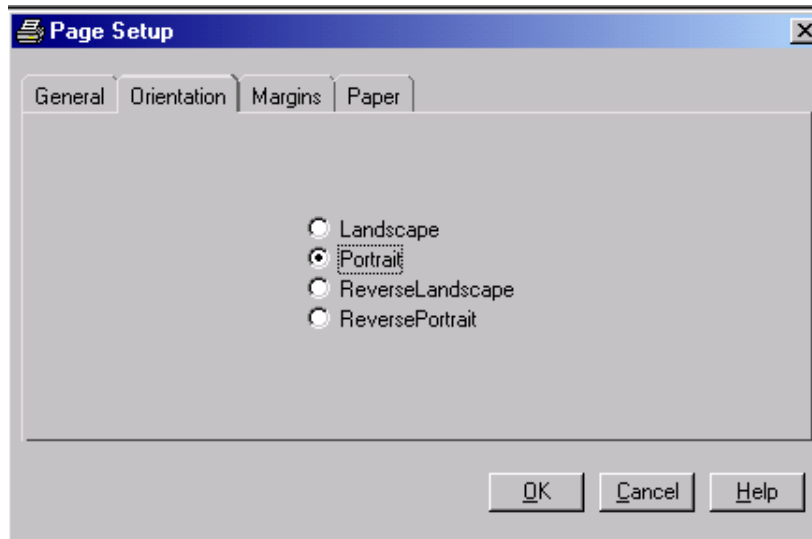 Page Setup
General Orientation Margins Paper
Landscape
Portrait
ReverseLandscape
ReversePortrait
OK Cancel Help